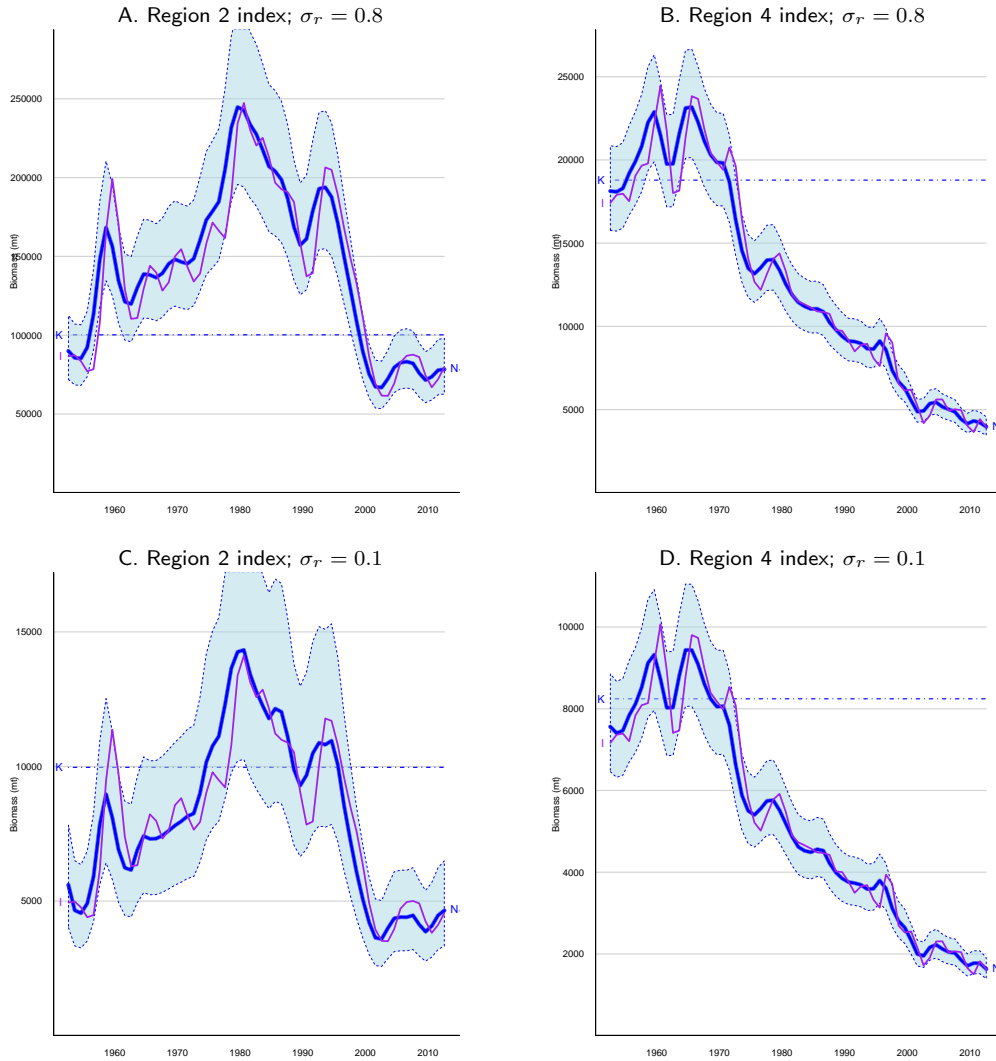 A. Region 2 index; σr = 0.8
250000
200000
150000
100000
50000
Biomass (mt)
K
I
N
1960 1970 1980 1990 2000 2010
B. Region 4 index; σr = 0.8
25000
20000
15000
10000
5000
Biomass (mt)
K
I
N
1960 1970 1980 1990 2000 2010
C. Region 2 index; σr = 0.1
15000
10000
5000
Biomass (mt)
K
I
N
1960 1970 1980 1990 2000 2010
D. Region 4 index; σr = 0.1
10000
8000
6000
4000
2000
Biomass (mt)
K
I
N
1960 1970 1980 1990 2000 2010